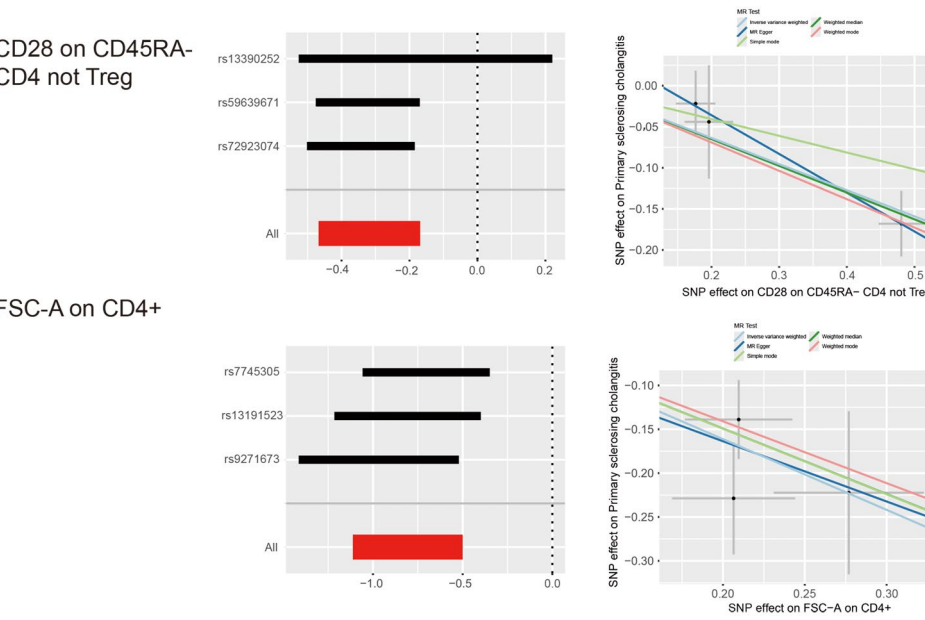 CD28 on CD45RA-
CD4 not Treg
rs13390252
rs59639671
rs72923074
All
−0.4
−0.2
0.0
0.2
MR Test
Inverse variance weighted
Weighted median
MR Egger
Weighted mode
Simple mode
SNP effect on Primary sclerosing cholangitis
0.00
−0.05
−0.10
−0.15
−0.20
0.2
0.3
0.4
0.5
SNP effect on CD28 on CD45RA− CD4 not Tre
FSC-A on CD4+
rs7745305
rs13191523
rs9271673
All
−1.0
−0.5
0.0
MR Test
Inverse variance weighted
Weighted median
MR Egger
Weighted mode
Simple mode
SNP effect on Primary sclerosing cholangitis
−0.10
−0.15
−0.20
−0.25
−0.30
0.20
0.25
0.30
SNP effect on FSC−A on CD4+